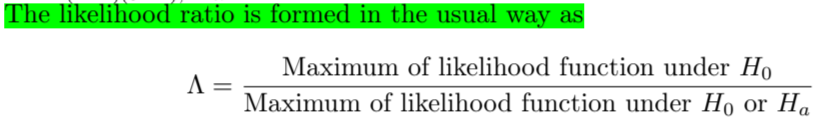 The likelihood ratio is formed in the usual way as
Λ = Maximum of likelihood function under H₀ / Maximum of likelihood function under H₀ or Hₐ